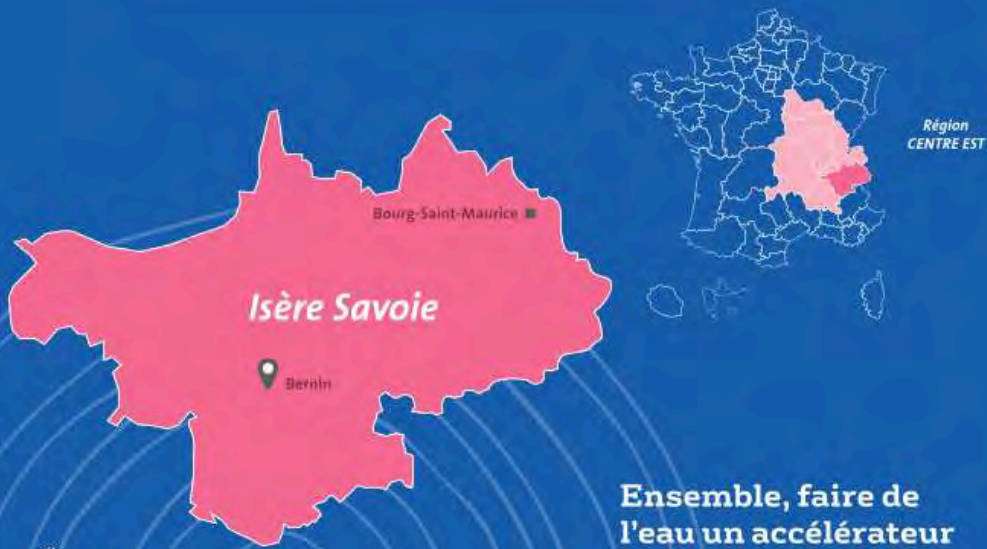 Région
CENTRE EST
Bourg-Saint-Maurice
Isère Savoie
Bernin
Ensemble, faire de
l'eau un accélérateur